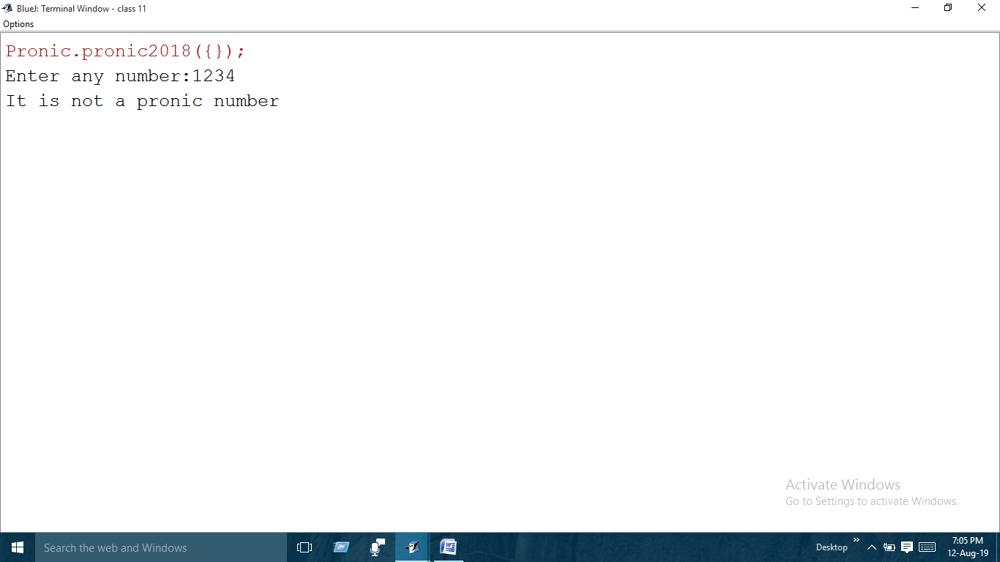 BlueJ: Terminal Window - class 11
Options
Pronic.pronic2018({});
Enter any number:1234
It is not a pronic number
Activate Windows
Go to Settings to activate Windows.
Search the web and Windows
Desktop
7:05 PM
12-Aug-19